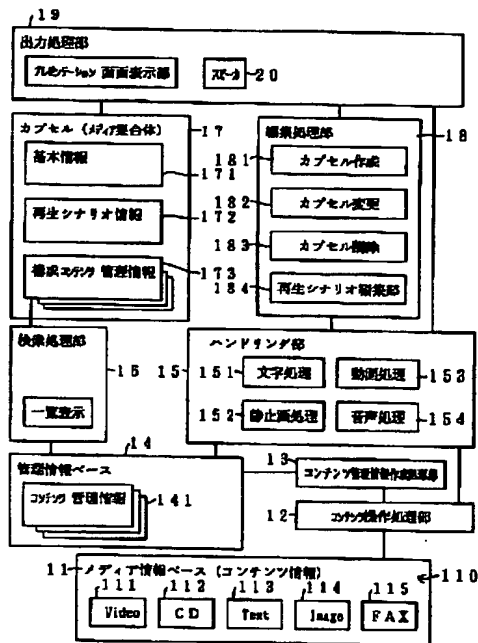 19
出力処理部
プレゼンテーション 画面表示部
スピーカ
20
カプセル (メディア集合体)
17
基本情報
171
再生シナリオ情報
172
構成コンテンツ 管理情報
173
編集処理部
18
181
カプセル作成
182
カプセル変更
183
カプセル削除
184
再生シナリオ編集部
検索処理部
16
一覧表示
ハンドリング部
15
151
文字処理
動画処理
153
152
静止画処理
音声処理
154
14
管理情報ベース
コンテンツ 管理情報
141
13
コンテンツ管理情報作成処理部
12
コンテンツ操作処理部
11
メディア情報ベース (コンテンツ情報)
110
111
112
113
114
115
Video
CD
Text
Image
FAX